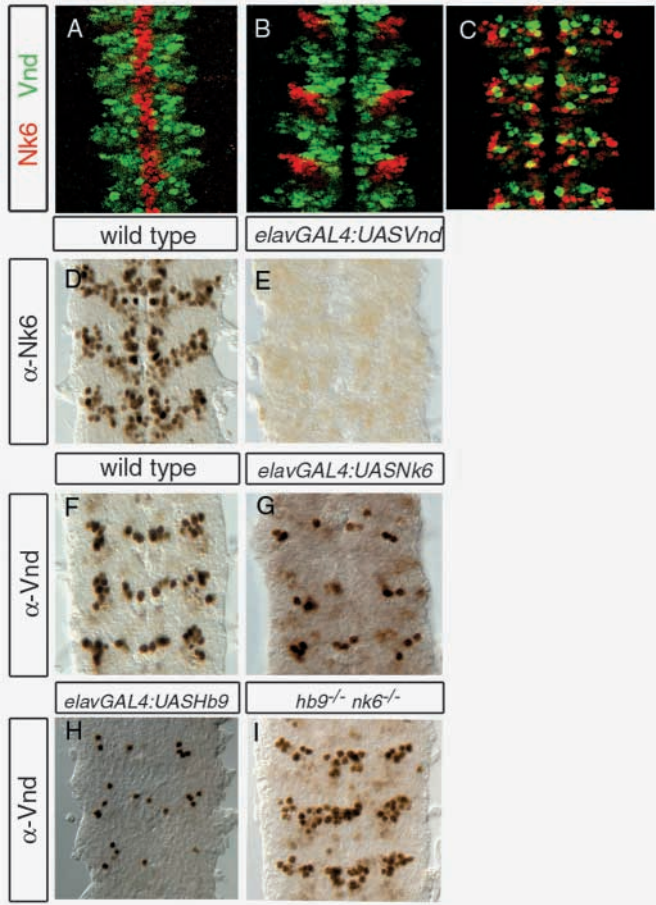 Nk6 Vnd
A
B
C
wild type
elavGAL4:UASVnd
α-Nk6
D
E
wild type
elavGAL4:UASNk6
α-Vnd
F
G
elavGAL4:UASHb9
hb9-/- nk6-/-
α-Vnd
H
I